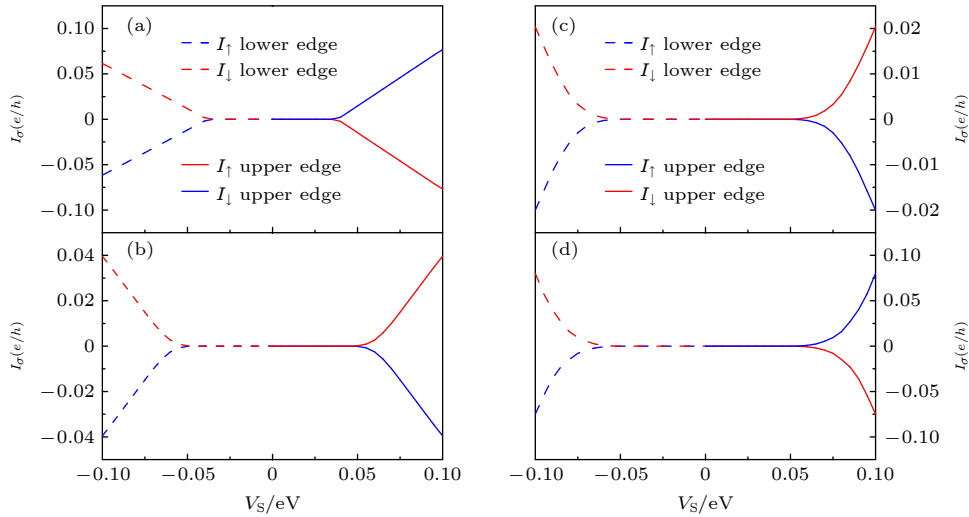 (a)
I↑ lower edge
I↓ lower edge
I↑ upper edge
I↓ upper edge
0.10
0.05
0
−0.05
−0.10
Iσ(e/h)
(c)
I↑ lower edge
I↓ lower edge
I↑ upper edge
I↓ upper edge
0.02
0.01
0
−0.01
−0.02
Iσ(e/h)
(b)
0.04
0.02
0
−0.02
−0.04
Iσ(e/h)
−0.10
−0.05
0
0.05
0.10
VS/eV
(d)
0.10
0.05
0
−0.05
−0.10
Iσ(e/h)
−0.10
−0.05
0
0.05
0.10
VS/eV